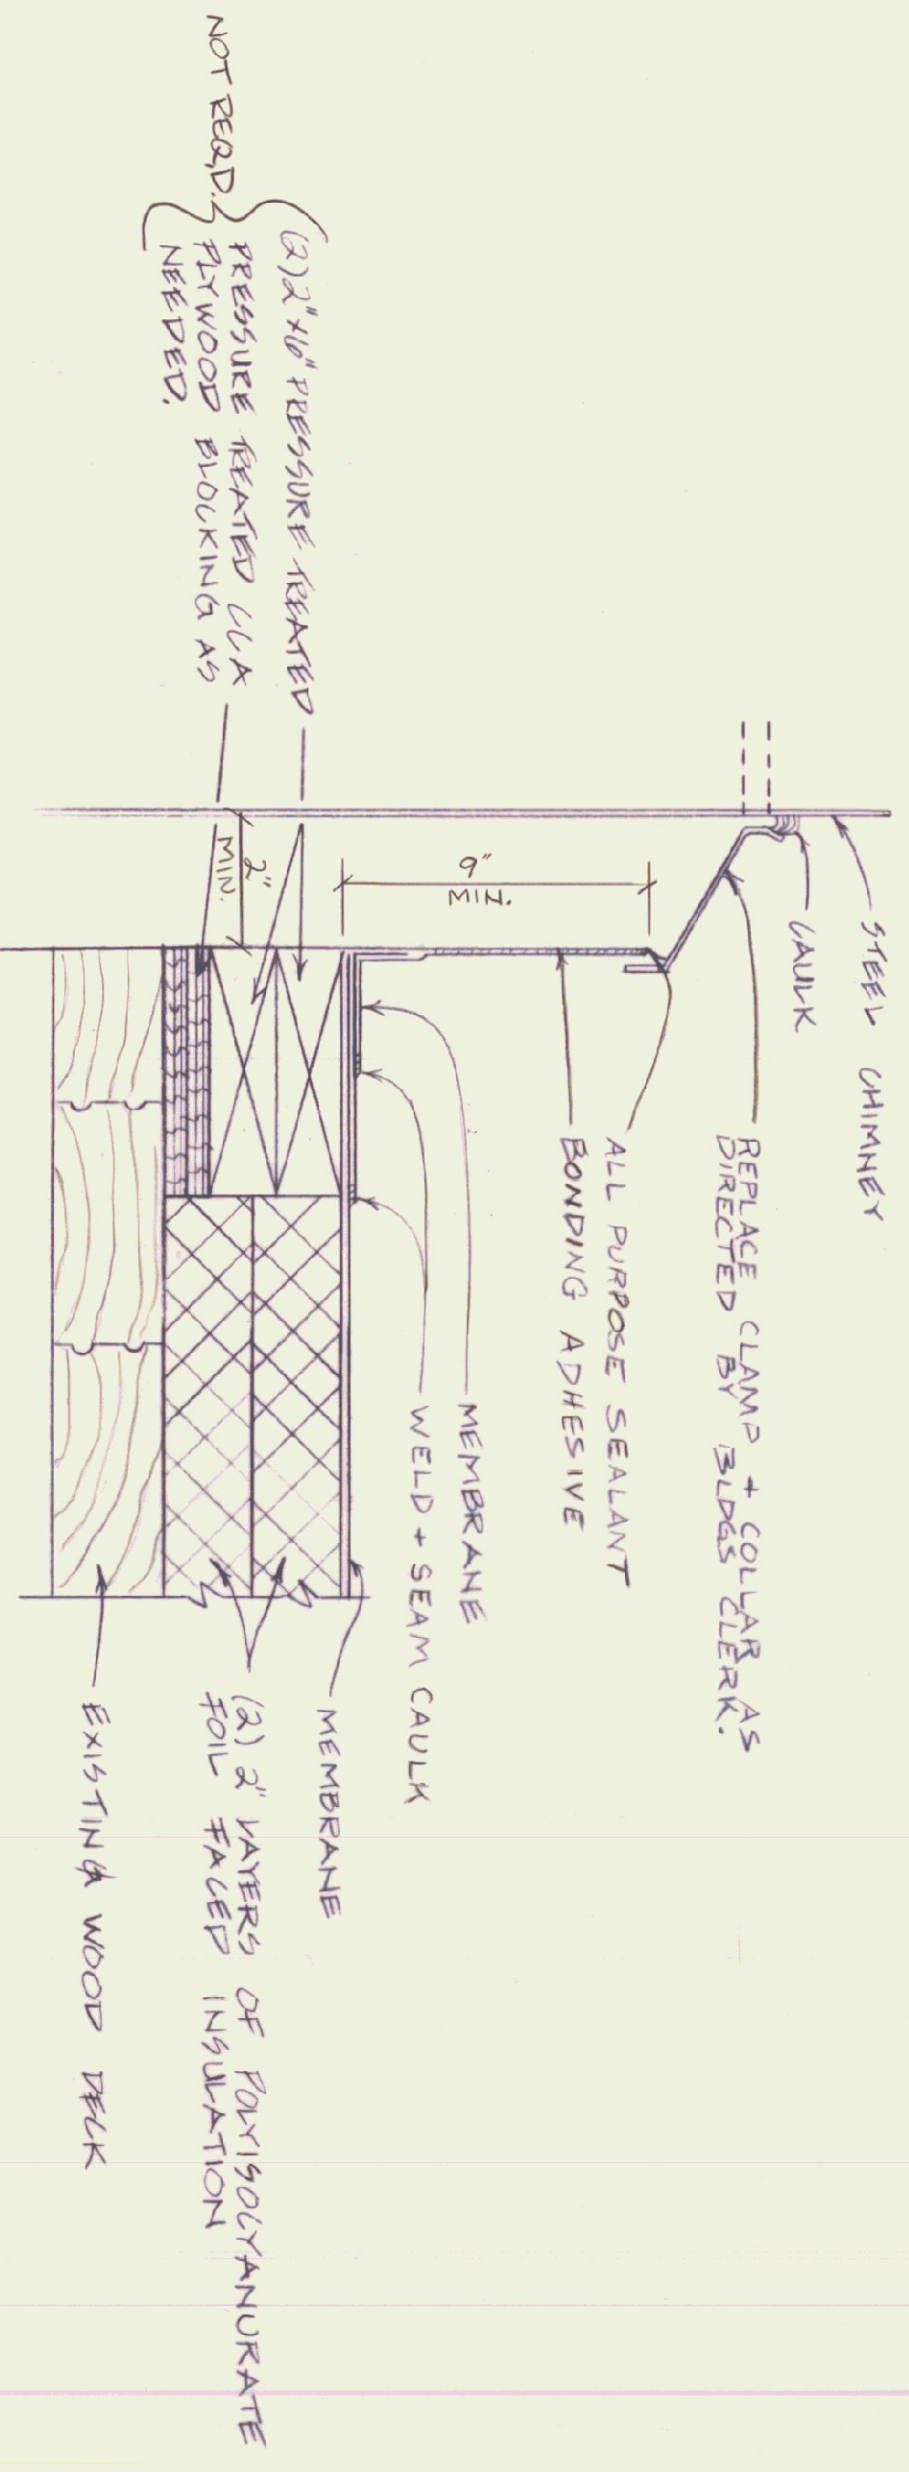 STEEL CHIMNEY
CAULK
REPLACE CLAMP + COLLAR AS
DIRECTED BY BLDGS CLERK.
9"
MIN.
ALL PURPOSE SEALANT
BONDING ADHESIVE
MEMBRANE
WELD + SEAM CAULK
MEMBRANE
(2) 2" LAYERS OF POLYISOCYANURATE
FOIL FACED INSULATION
EXISTING WOOD DECK
2"
MIN.
(2) 2"x6" PRESSURE TREATED
PRESSURE TREATED CCA
PLYWOOD BLOCKING AS
NEEDED.
NOT REQ'D.